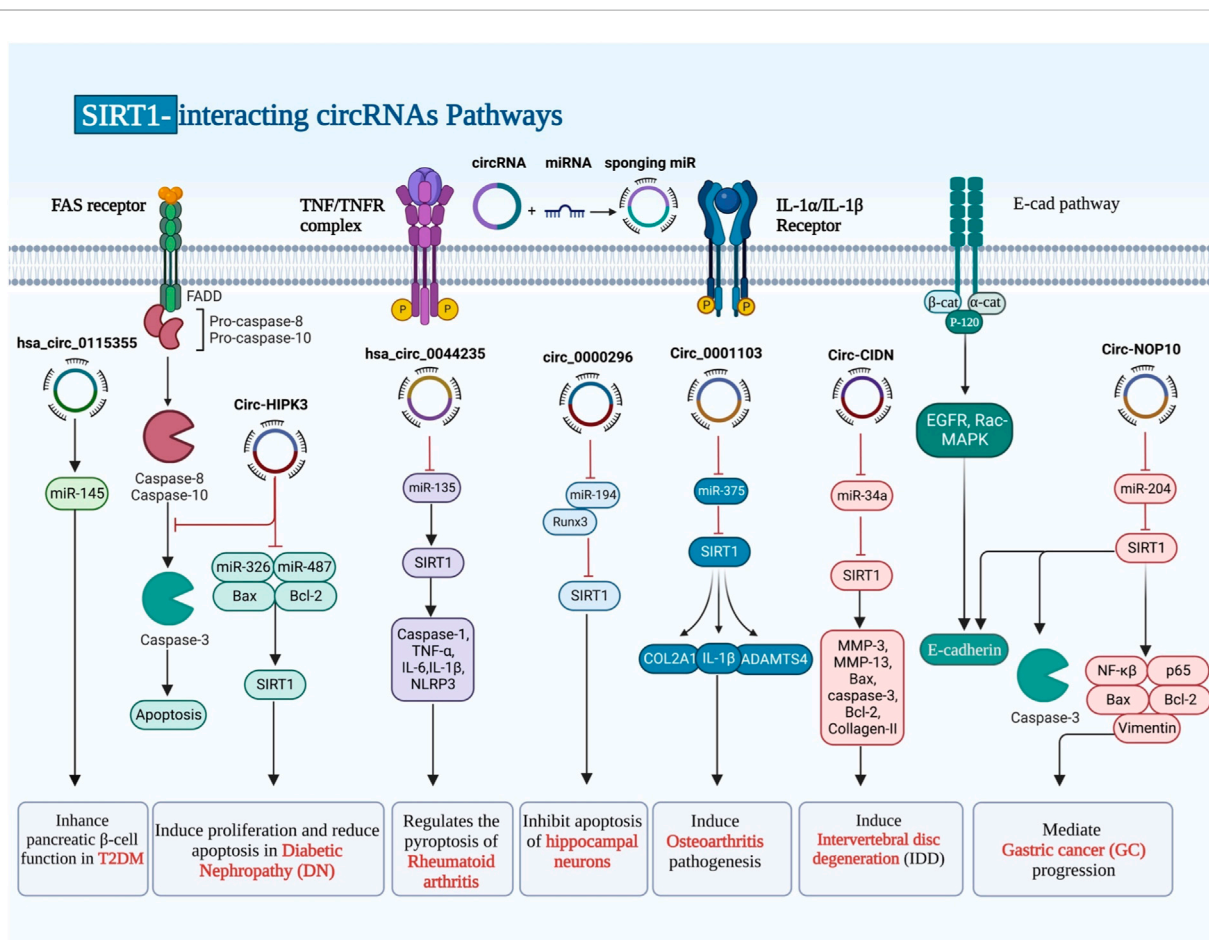 SIRT1-interacting circRNAs Pathways
circRNA
miRNA
sponging miR
+
FAS receptor
TNF/TNFR
complex
IL-1α/IL-1β
Receptor
E-cad pathway
FADD
Pro-caspase-8
Pro-caspase-10
P
P
P
P
β-cat
α-cat
P-120
hsa_circ_0115355
miR-145
Caspase-8
Caspase-10
Caspase-3
Apoptosis
Circ-HIPK3
miR-326
miR-487
Bax
Bcl-2
SIRT1
hsa_circ_0044235
miR-135
SIRT1
Caspase-1,
TNF-α,
IL-6,IL-1β,
NLRP3
circ_0000296
miR-194
Runx3
SIRT1
Circ_0001103
miR-375
SIRT1
COL2A1
IL-1β
ADAMTS4
Circ-CIDN
miR-34a
SIRT1
MMP-3,
MMP-13,
Bax,
caspase-3,
Bcl-2,
Collagen-II
EGFR, Rac-
MAPK
E-cadherin
Circ-NOP10
miR-204
SIRT1
Caspase-3
NF-κβ
p65
Bax
Bcl-2
Vimentin
Inhance
pancreatic β-cell
function in T2DM
Induce proliferation and reduce
apoptosis in Diabetic
Nephropathy (DN)
Regulates the
pyroptosis of
Rheumatoid
arthritis
Inhibit apoptosis
of hippocampal
neurons
Induce
Osteoarthritis
pathogenesis
Induce
Intervertebral disc
degeneration (IDD)
Mediate
Gastric cancer (GC)
progression